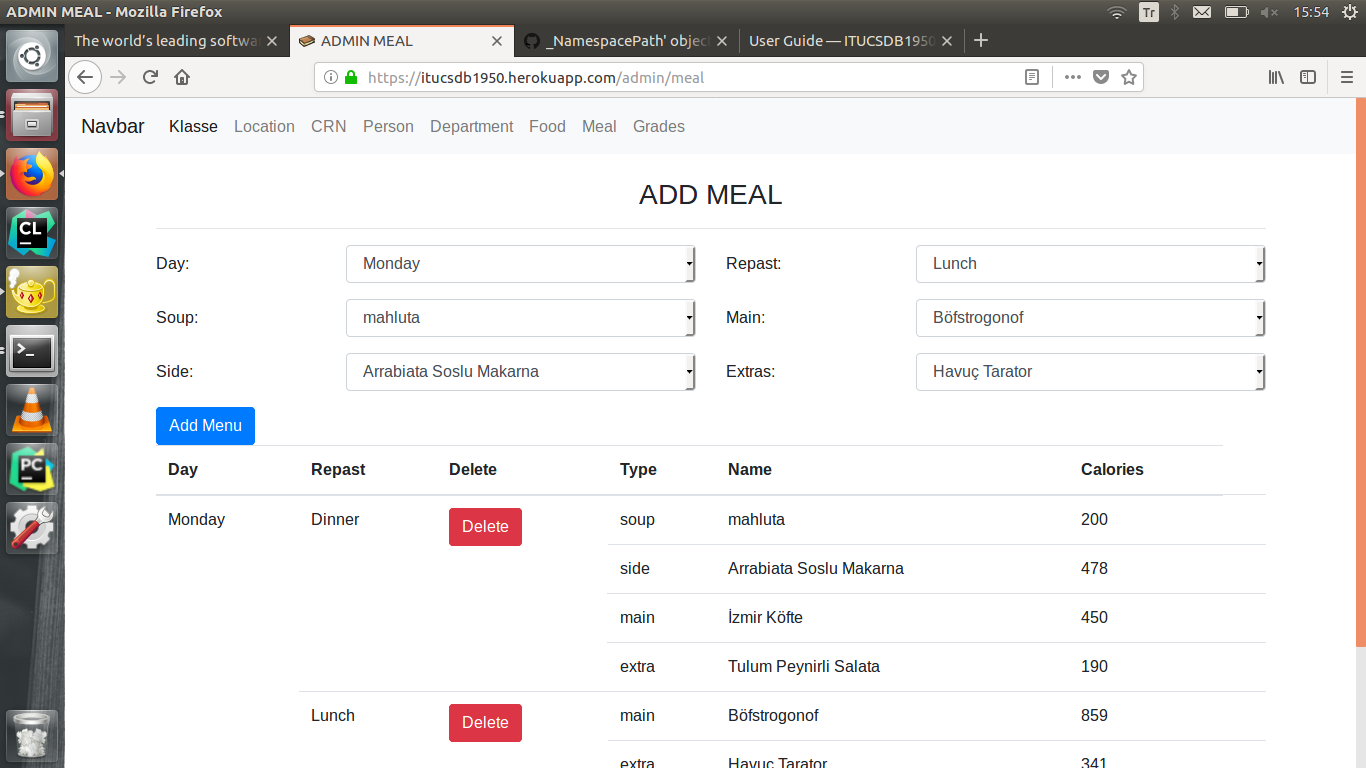 ADMIN MEAL - Mozilla Firefox
Tr
15:54
The world's leading softwa
ADMIN MEAL
_NamespacePath' objec
User Guide — ITUCSDB1950
https://itucsdb1950.herokuapp.com/admin/meal
Navbar Klasse Location CRN Person Department Food Meal Grades
ADD MEAL
Day: Monday Repast: Lunch
Soup: mahluta Main: Böfstrogonof
Side: Arrabiata Soslu Makarna Extras: Havuç Tarator
Add Menu
Day Repast Delete Type Name Calories
Monday Dinner Delete soup mahluta 200
side Arrabiata Soslu Makarna 478
main İzmir Köfte 450
extra Tulum Peynirli Salata 190
Lunch Delete main Böfstrogonof 859
extra Havuç Tarator 341
CL
PC